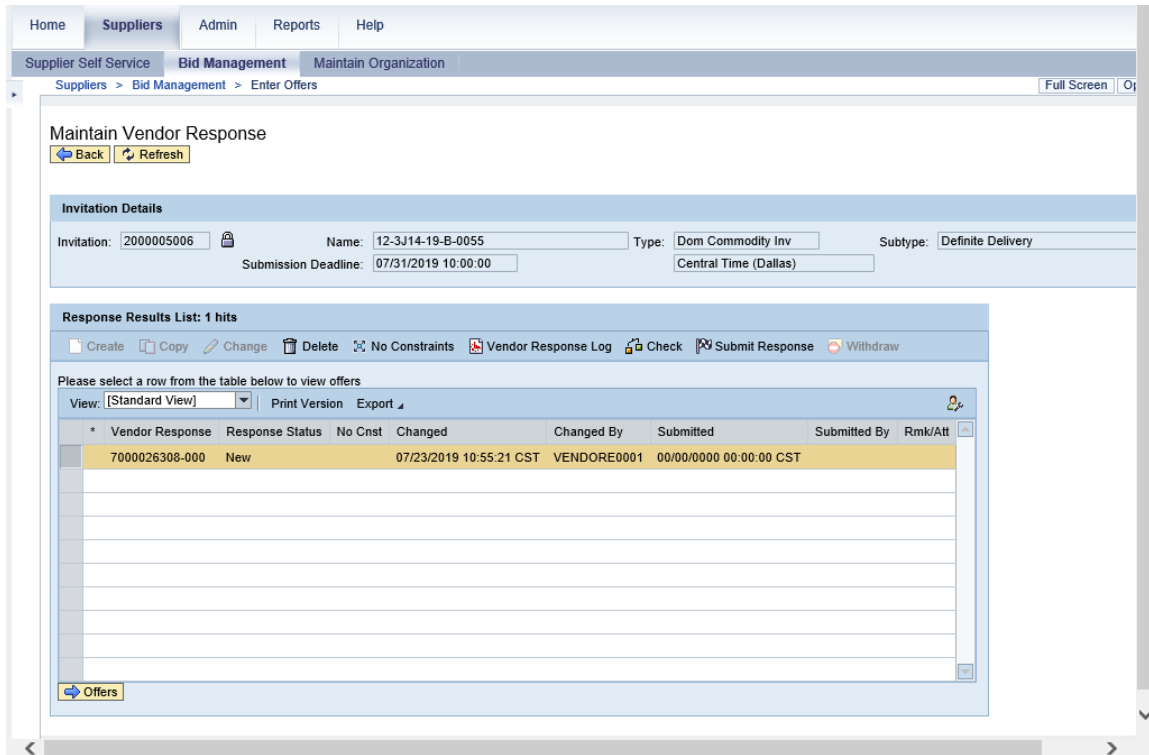 Home Suppliers Admin Reports Help
Supplier Self Service Bid Management Maintain Organization
Suppliers > Bid Management > Enter Offers Full Screen
Maintain Vendor Response
Back Refresh
Invitation Details
Invitation: 2000005006 Name: 12-3J14-19-B-0055 Type: Dom Commodity Inv Subtype: Definite Delivery
Submission Deadline: 07/31/2019 10:00:00 Central Time (Dallas)
Response Results List: 1 hits
Create Copy Change Delete No Constraints Vendor Response Log Check Submit Response Withdraw
Please select a row from the table below to view offers
View: [Standard View] Print Version Export
* Vendor Response Response Status No Cnst Changed Changed By Submitted Submitted By Rmk/Att
7000026308-000 New 07/23/2019 10:55:21 CST VENDORE0001 00/00/0000 00:00:00 CST
Offers